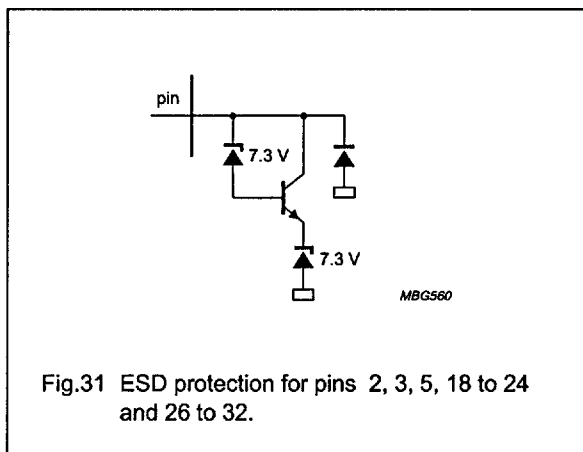 pin
7.3 V
7.3 V
MBG560
Fig.31 ESD protection for pins 2, 3, 5, 18 to 24
and 26 to 32.